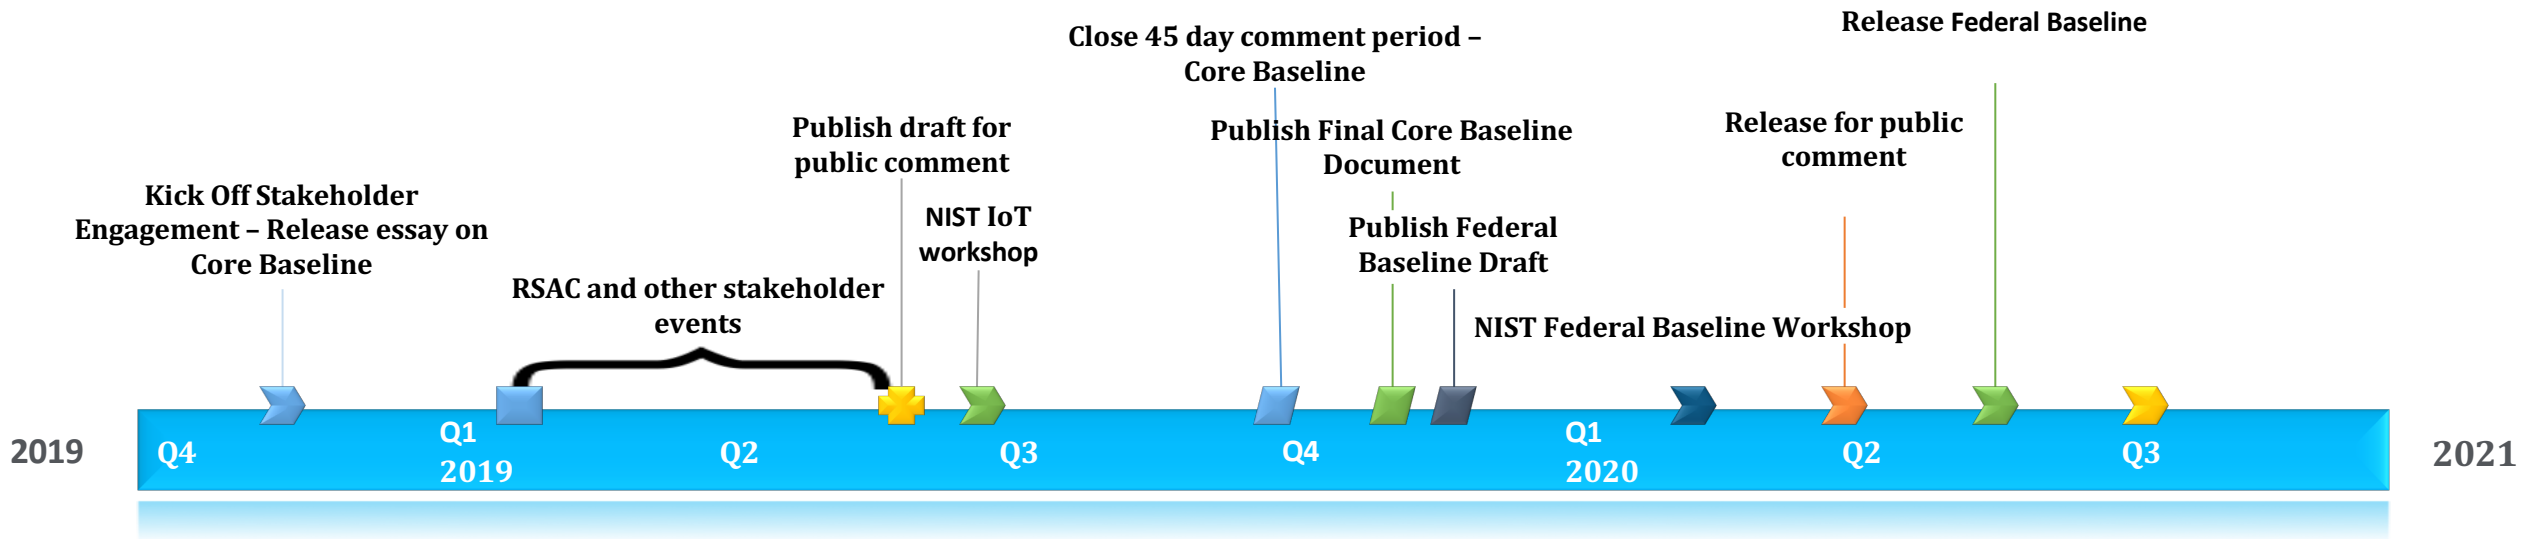 Release Federal Baseline
Close 45 day comment period –
Core Baseline
Publish draft for
public comment
Publish Final Core Baseline
Document
Release for public
comment
Kick Off Stakeholder
Engagement – Release essay on
Core Baseline
NIST IoT
workshop
Publish Federal
Baseline Draft
RSAC and other stakeholder
events
NIST Federal Baseline Workshop
2019
Q4
Q1
2019
Q2
Q3
Q4
Q1
2020
Q2
Q3
2021